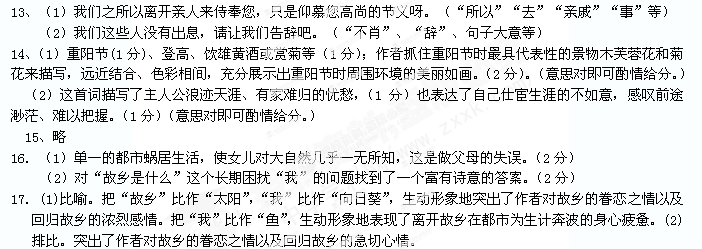 13、（1）我们之所以离开亲人来侍奉您，只是仰慕您高尚的节义呀。（“所以”“去”“亲戚”“事”等）
（2）我们这些人没有出息，请让我们告辞吧。（“不肖”、“辞”、句子大意等）
14、（1）重阳节(1分)、登高、饮雄黄酒或赏菊等（1分）；作者抓住重阳节时最具代表性的景物木芙蓉花和菊
花来描写，远近结合、色彩相间，充分展示出重阳节时周围环境的美丽如画。（2分）。（意思对即可酌情给分。）
（2）这首词描写了主人公浪迹天涯、有家难归的忧愁，（1分）也表达了自己仕宦生涯的不如意，感叹前途
渺茫、难以把握。（1分）（意思对即可酌情给分。）
15、略
16.（1）单一的都市蜗居生活，使女儿对大自然几乎一无所知，这是做父母的失误。（2分）
（2）对“故乡是什么”这个长期困扰“我”的问题找到了一个富有诗意的答案。（2分）
17.（1)比喻。把“故乡”比作“太阳”，“我”比作“向日葵”，生动形象地突出了作者对故乡的眷恋之情以及
回归故乡的浓烈感情。把“我”比作“鱼”，生动形象地表现了离开故乡在都市为生计奔波的身心疲惫。(2)
排比。突出了作者对故乡的眷恋之情以及回归故乡的急切心情。